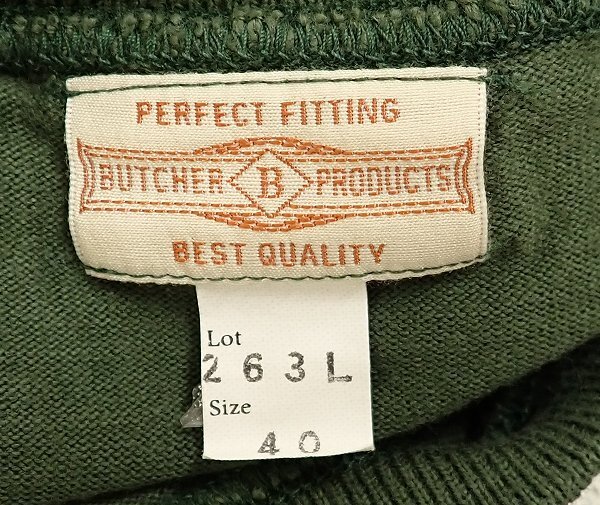 PERFECT FITTING
BUTCHER B PRODUCTS
BEST QUALITY
Lot
263L
Size
40